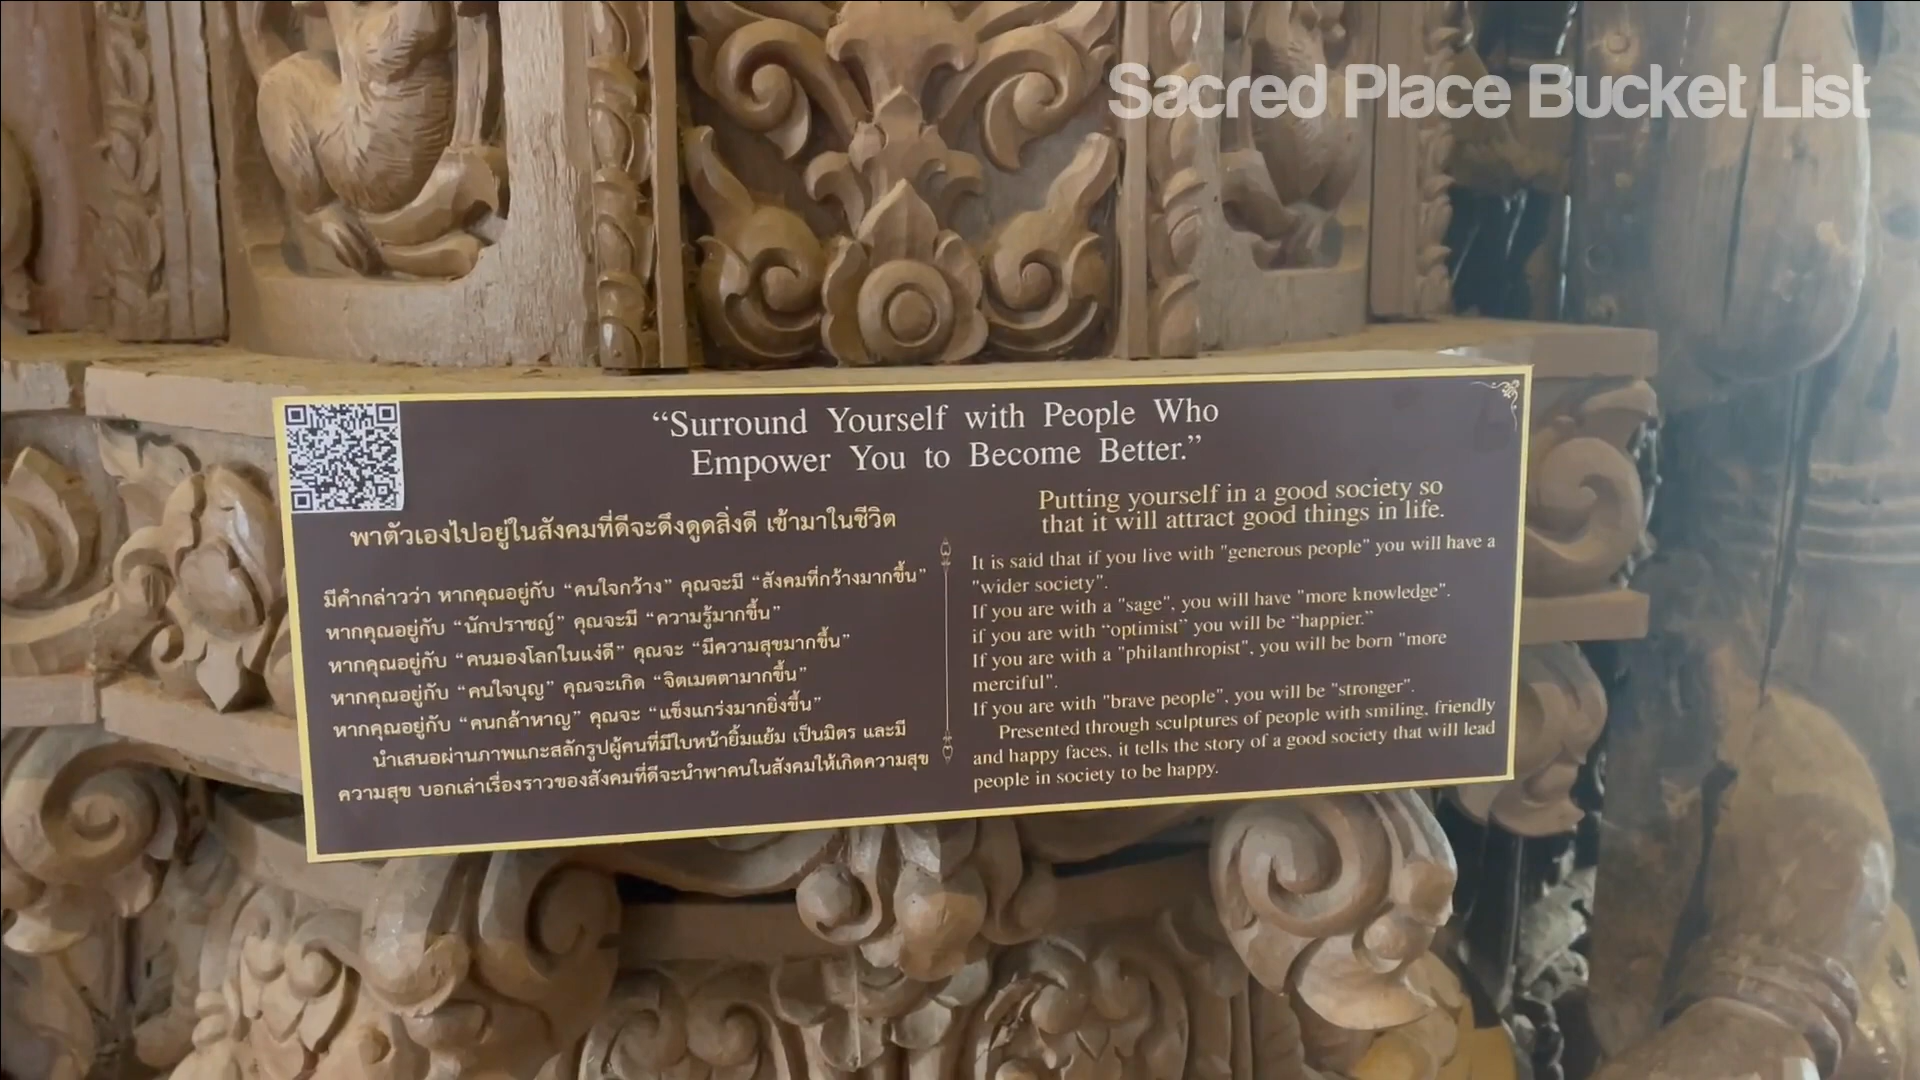 Sacred Place Bucket List
“Surround Yourself with People Who
Empower You to Become Better.”
พาตัวเองไปอยู่ในสังคมที่ดีจะดึงดูดสิ่งดี เข้ามาในชีวิต
มีคำกล่าวว่า หากคุณอยู่กับ “คนใจกว้าง” คุณจะมี “สังคมที่กว้างมากขึ้น”
หากคุณอยู่กับ “นักปราชญ์” คุณจะมี “ความรู้มากขึ้น”
หากคุณอยู่กับ “คนมองโลกในแง่ดี” คุณจะ “มีความสุขมากขึ้น”
หากคุณอยู่กับ “คนใจบุญ” คุณจะเกิด “จิตเมตตามากขึ้น”
หากคุณอยู่กับ “คนกล้าหาญ” คุณจะ “แข็งแกร่งมากยิ่งขึ้น”
นำเสนอผ่านภาพแกะสลักรูปผู้คนที่มีใบหน้ายิ้มแย้ม เป็นมิตร และมี
ความสุข บอกเล่าเรื่องราวของสังคมที่ดีจะนำพาคนในสังคมให้เกิดความสุข
Putting yourself in a good society so
that it will attract good things in life.
It is said that if you live with "generous people" you will have a
"wider society".
If you are with a "sage", you will have "more knowledge".
if you are with “optimist” you will be “happier.”
If you are with a "philanthropist", you will be born "more
merciful".
If you are with "brave people", you will be "stronger".
Presented through sculptures of people with smiling, friendly
and happy faces, it tells the story of a good society that will lead
people in society to be happy.